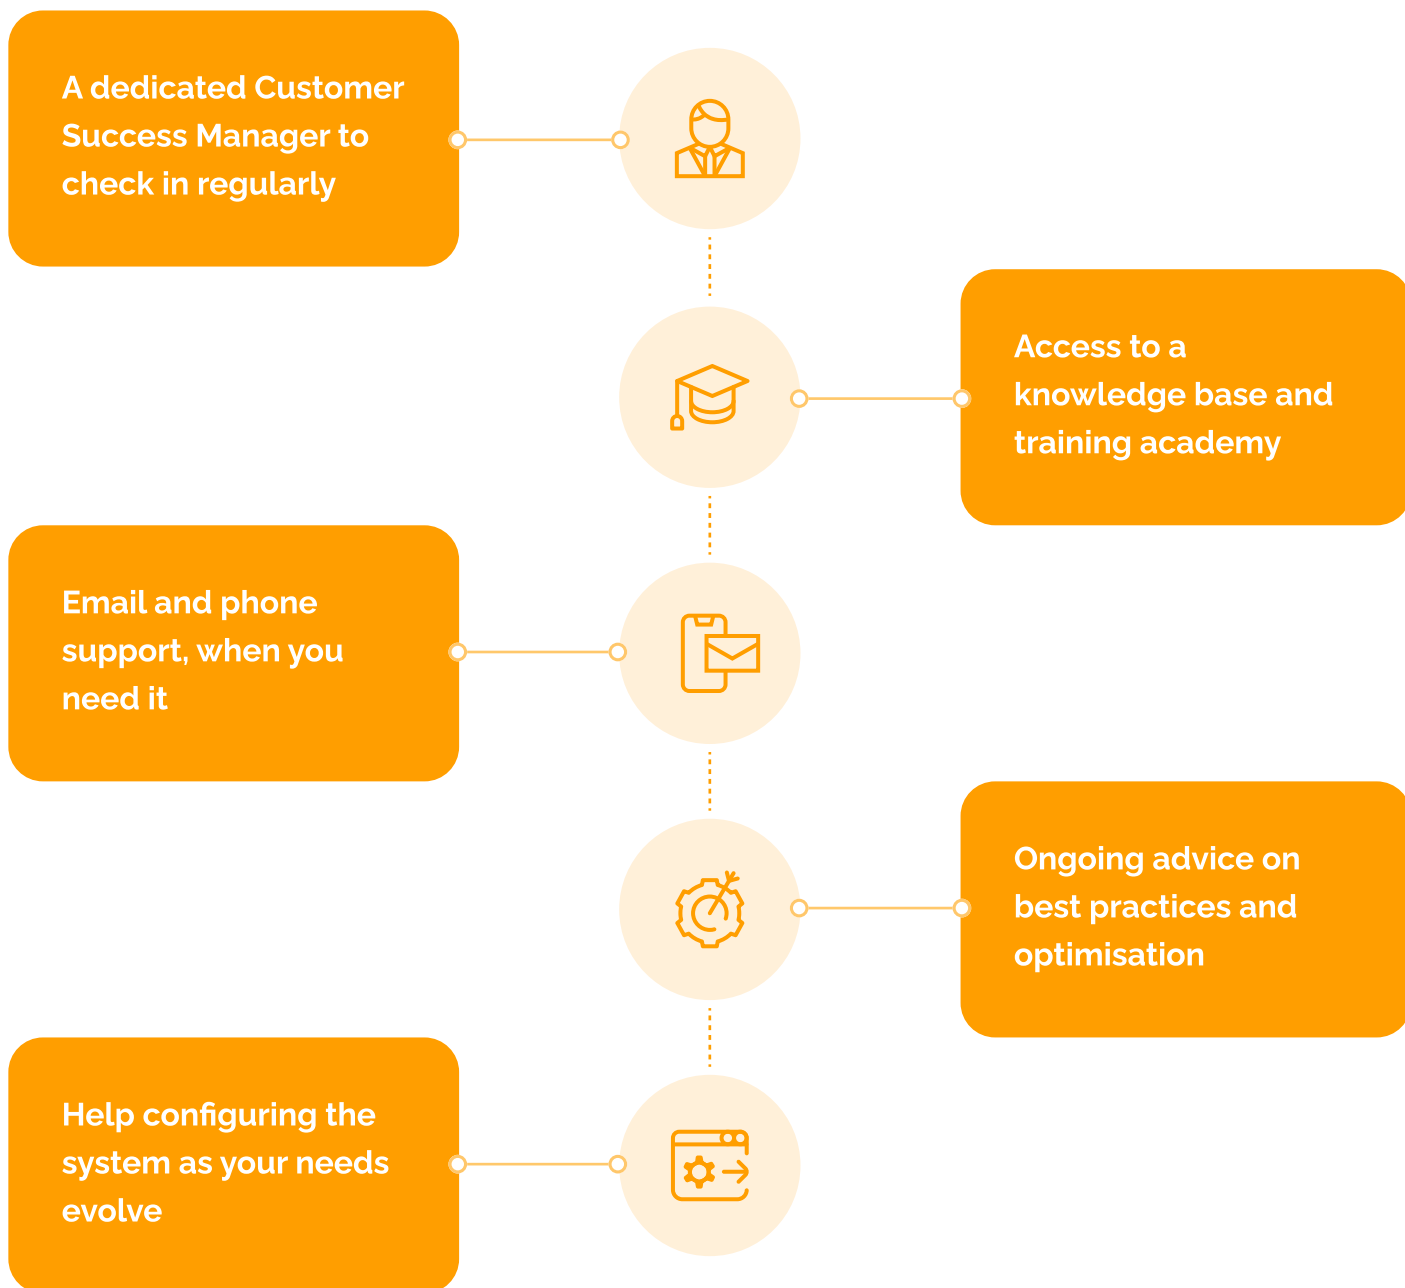 A dedicated Customer
Success Manager to
check in regularly
Access to a
knowledge base and
training academy
Email and phone
support, when you
need it
Ongoing advice on
best practices and
optimisation
Help configuring the
system as your needs
evolve